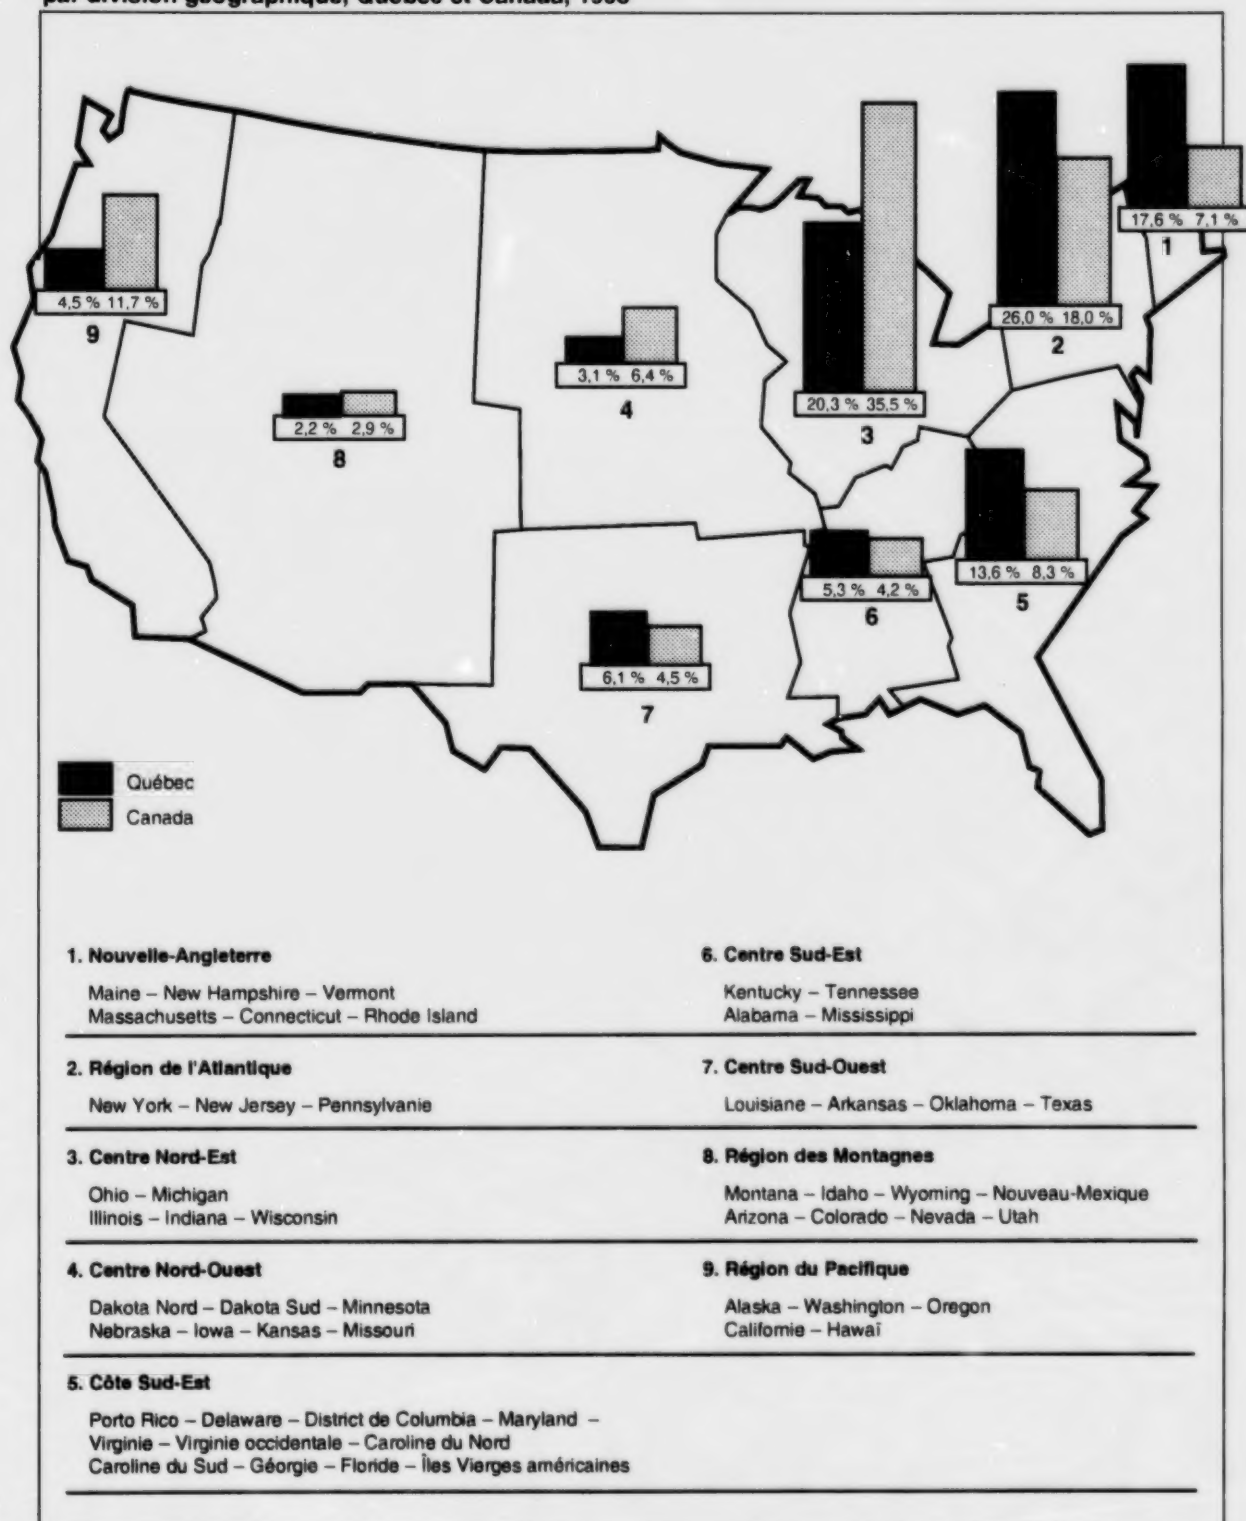 par division géographique, Québec et Canada,
17,6 % 7,1 %
1
4,5 % 11,7 %
9
26,0 % 18,0 %
2
3,1 % 6,4 %
4
20,3 % 35,5 %
3
2,2 % 2,9 %
8
13,6 % 8,3 %
5
5,3 % 4,2 %
6
6,1 % 4,5 %
7
Québec
Canada
1. Nouvelle-Angleterre
Maine – New Hampshire – Vermont
Massachusetts – Connecticut – Rhode Island
2. Région de l'Atlantique
New York – New Jersey – Pennsylvanie
3. Centre Nord-Est
Ohio – Michigan
Illinois – Indiana – Wisconsin
4. Centre Nord-Ouest
Dakota Nord – Dakota Sud – Minnesota
Nebraska – Iowa – Kansas – Missouri
5. Côte Sud-Est
Porto Rico – Delaware – District de Columbia – Maryland –
Virginie – Virginie occidentale – Caroline du Nord
Caroline du Sud – Géorgie – Floride – Îles Vierges américaines
6. Centre Sud-Est
Kentucky – Tennessee
Alabama – Mississippi
7. Centre Sud-Ouest
Louisiane – Arkansas – Oklahoma – Texas
8. Région des Montagnes
Montana – Idaho – Wyoming – Nouveau-Mexique
Arizona – Colorado – Nevada – Utah
9. Région du Pacifique
Alaska – Washington – Oregon
Californie – Hawaï